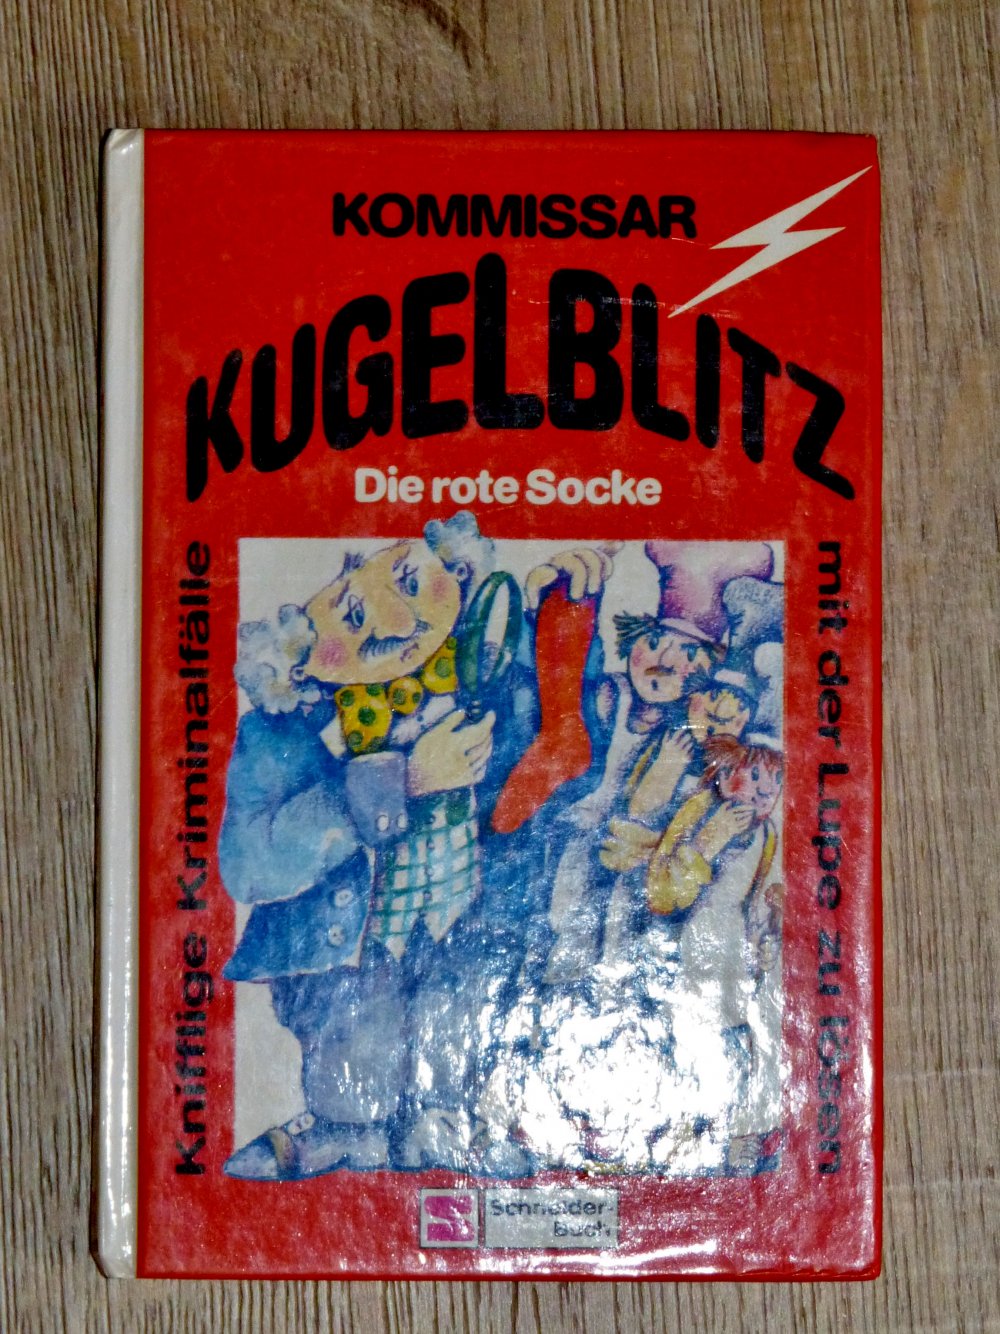 KOMMISSAR
KUGELBLITZ
Die rote Socke
Knifflige Kriminalfälle
mit der Lupe zu lösen
Schneider-
Buch